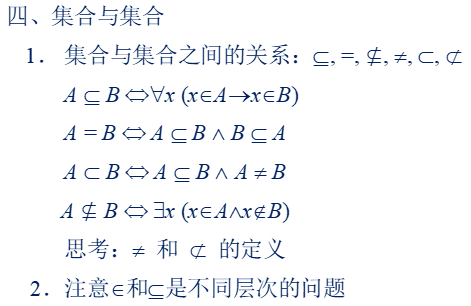 四、集合与集合
1． 集合与集合之间的关系：⊆, =, ⊈, ≠, ⊂, ⊄
A ⊆ B ⇔ ∀x (x∈A→x∈B)
A = B ⇔ A ⊆ B ∧ B ⊆ A
A ⊂ B ⇔ A ⊆ B ∧ A ≠ B
A ⊈ B ⇔ ∃x (x∈A∧x∉B)
思考：≠ 和 ⊄ 的定义
2．注意∈和⊆是不同层次的问题